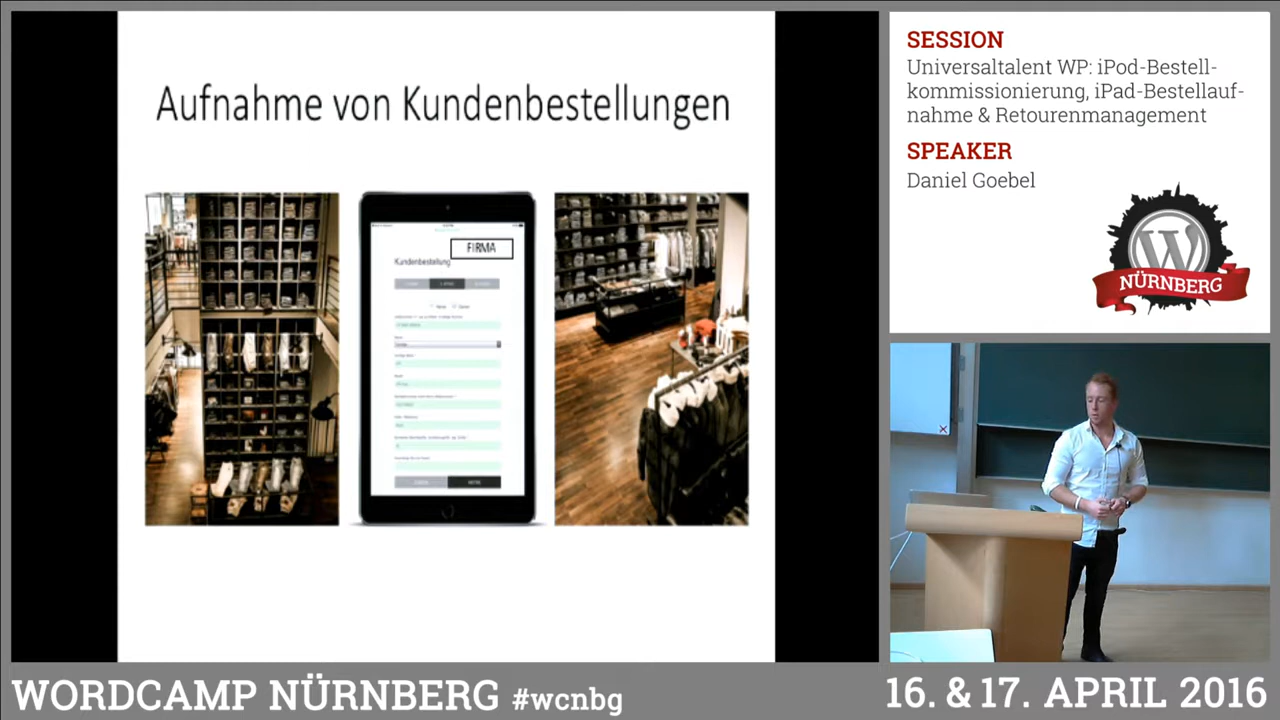 Aufnahme von Kundenbestellungen
FIRMA
Kundenbestellung
SESSION
Universaltalent WP: iPod-Bestell-
kommissionierung, iPad-Bestellauf-
nahme & Retourenmanagement
SPEAKER
Daniel Goebel
W
NÜRNBERG
WORDCAMP NÜRNBERG #wcnbg
16. & 17. APRIL 2016